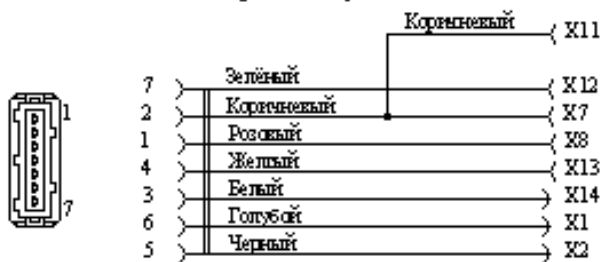 Коричневый X11
7 Зелёный X12
1 2 Коричневый X7
1 Розовый X8
4 Желтый X13
7 3 Белый X14
6 Голубой X1
5 Черный X2